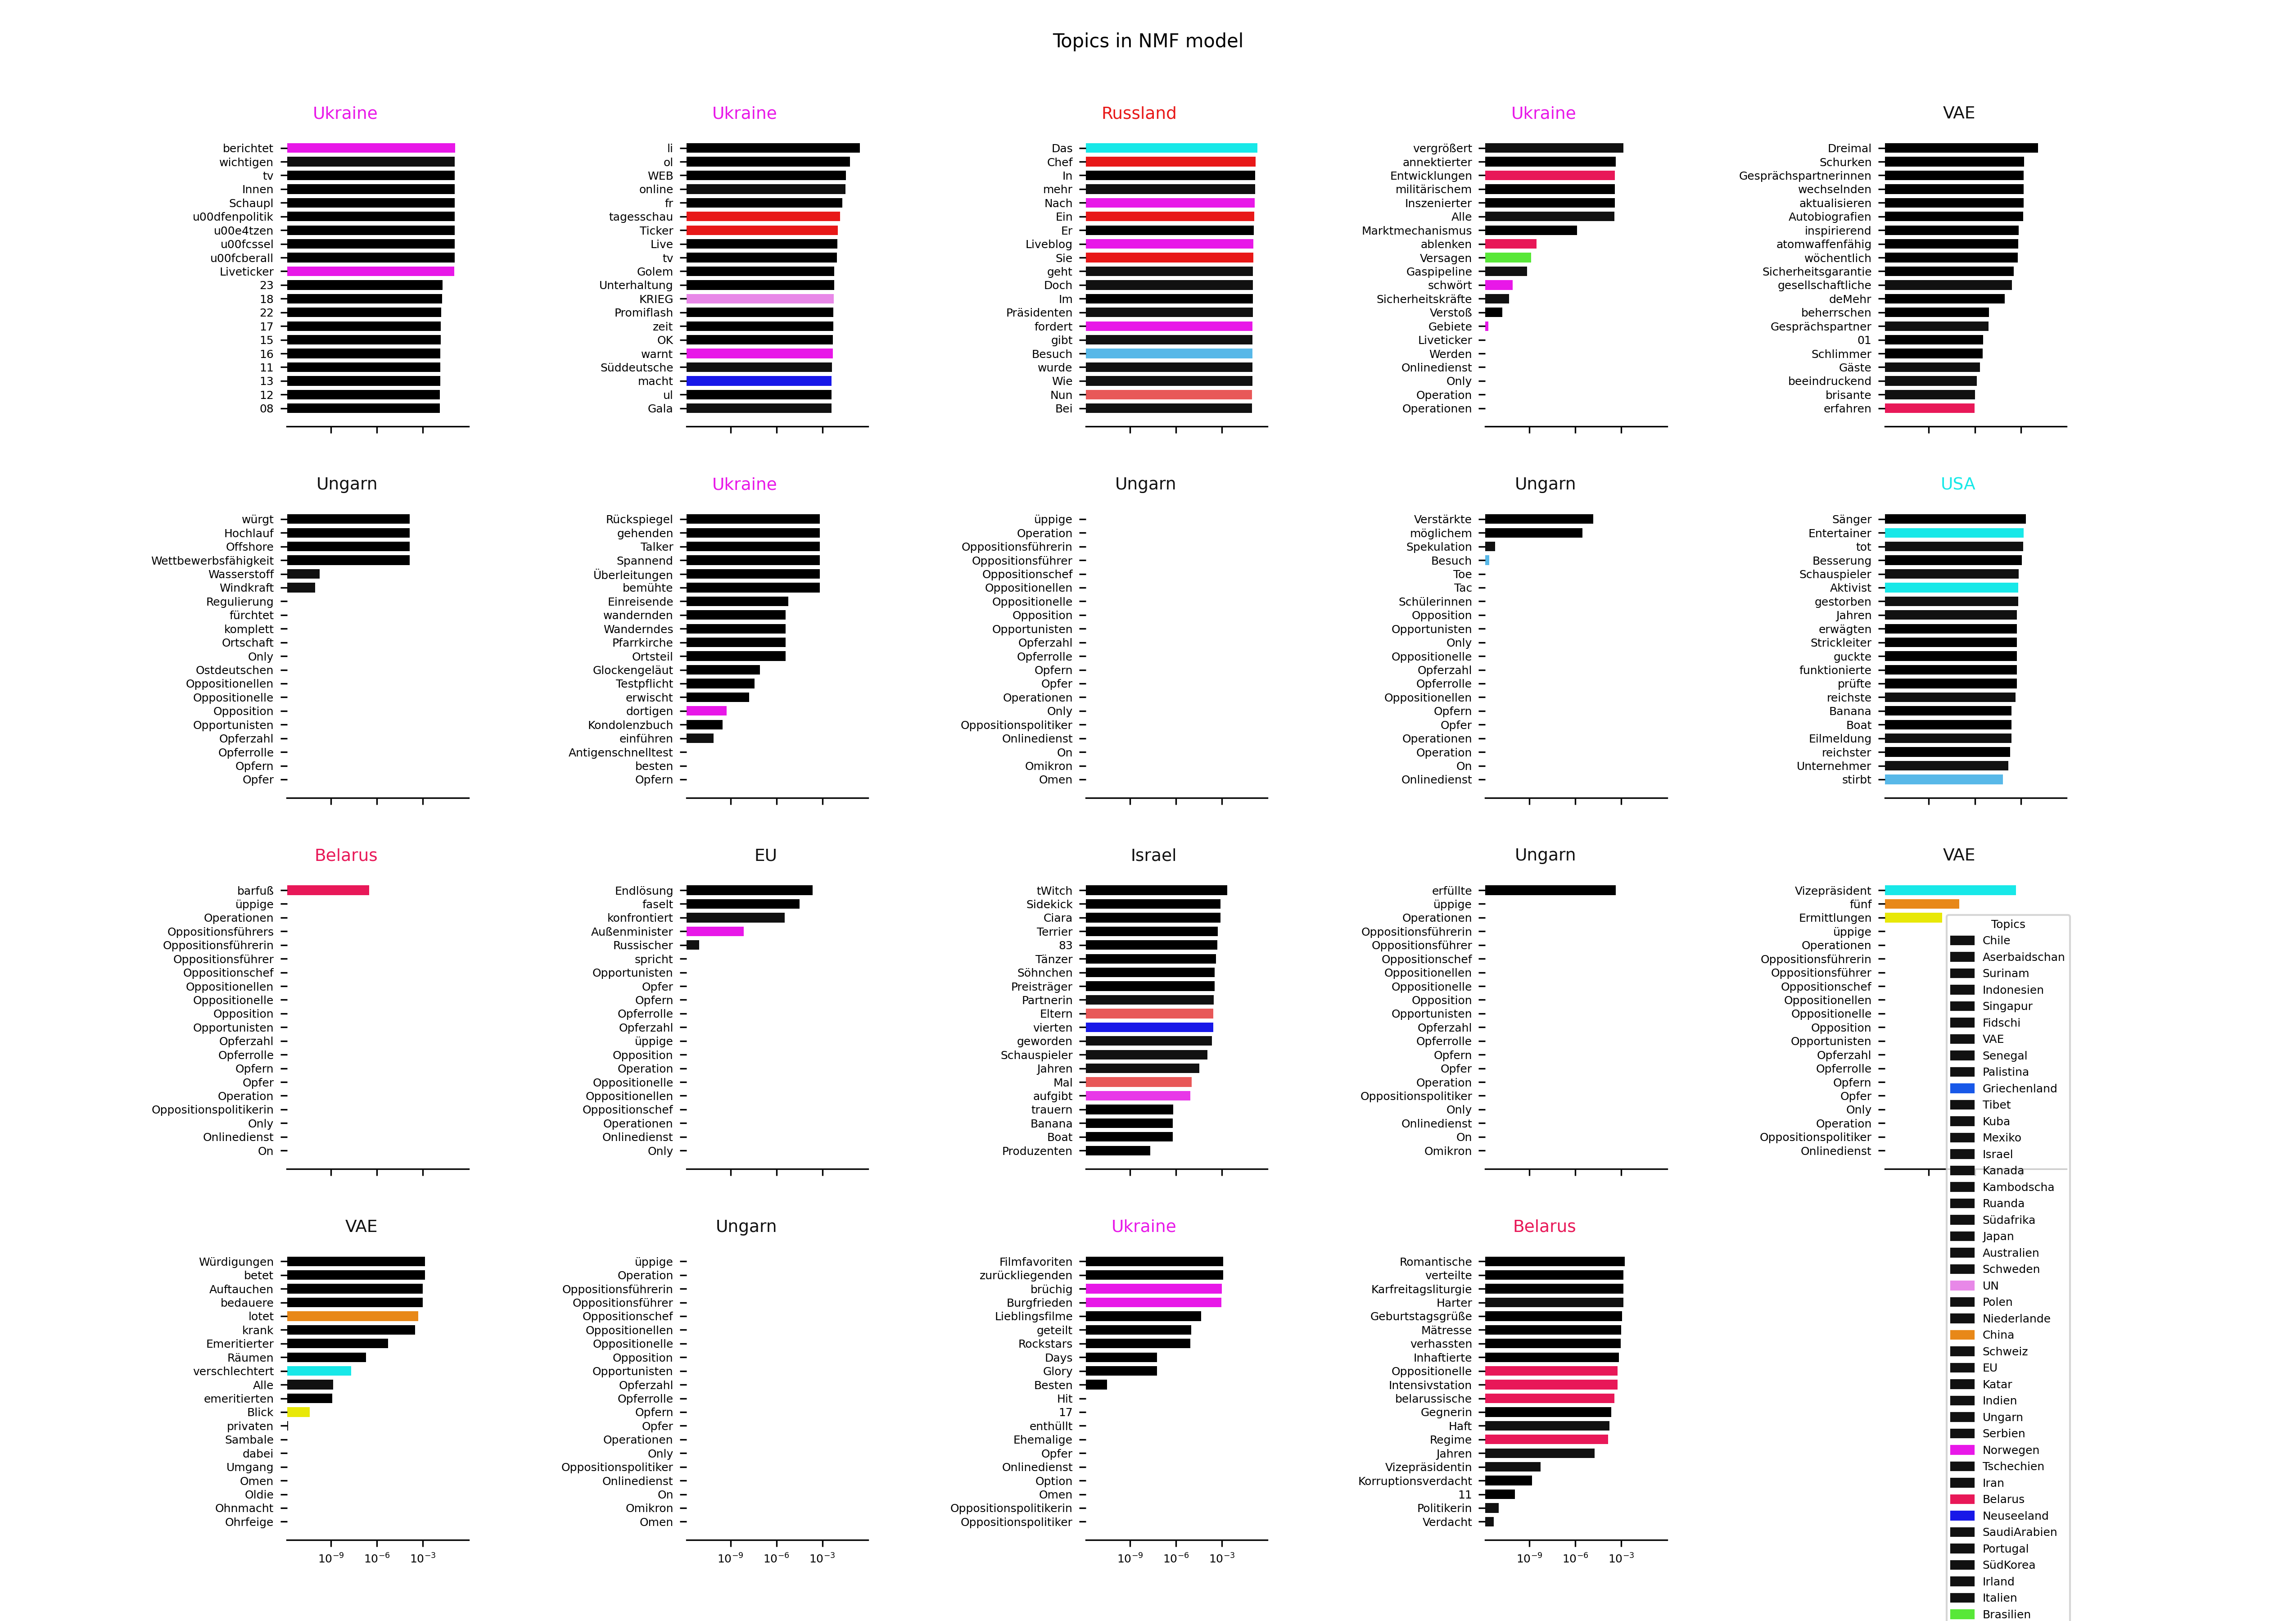 Topics in NMF model
Ukraine
berichtet
wichtigen
tv
Innen
Schaupl
u00dfenpolitik
u00e4tzen
u00fcssel
u00fcberall
Liveticker
23
18
22
17
15
16
11
13
12
08
Ukraine
li
ol
WEB
online
fr
tagesschau
Ticker
Live
tv
Golem
Unterhaltung
KRIEG
Promiflash
zeit
OK
warnt
Süddeutsche
macht
ul
Gala
Russland
Das
Chef
In
mehr
Nach
Ein
Er
Liveblog
Sie
geht
Doch
Im
Präsidenten
fordert
gibt
Besuch
wurde
Wie
Nun
Bei
Ukraine
vergrößert
annektierter
Entwicklungen
militärischem
Inszenierter
Alle
Marktmechanismus
ablenken
Versagen
Gaspipeline
schwört
Sicherheitskräfte
Verstoß
Gebiete
Liveticker
Werden
Onlinedienst
Only
Operation
Operationen
VAE
Dreimal
Schurken
Gesprächspartnerinnen
wechselnden
aktualisieren
Autobiografien
inspirierend
atomwaffenfähig
wöchentlich
Sicherheitsgarantie
gesellschaftliche
deMehr
beherrschen
Gesprächspartner
01
Schlimmer
Gäste
beeindruckend
brisante
erfahren
Ungarn
würgt
Hochlauf
Offshore
Wettbewerbsfähigkeit
Wasserstoff
Windkraft
Regulierung
fürchtet
komplett
Ortschaft
Only
Ostdeutschen
Oppositionellen
Oppositionelle
Opposition
Opportunisten
Opferzahl
Opferrolle
Opfern
Opfer
Ukraine
Rückspiegel
gehenden
Talker
Spannend
Überleitungen
bemühte
Einreisende
wandernden
Wanderndes
Pfarrkirche
Ortsteil
Glockengeläut
Testpflicht
erwischt
dortigen
Kondolenzbuch
einführen
Antigenschnelltest
besten
Opfern
Ungarn
üppige
Operation
Oppositionsführerin
Oppositionsführer
Oppositionschef
Oppositionellen
Oppositionelle
Opposition
Opportunisten
Opferzahl
Opferrolle
Opfern
Opfer
Operationen
Only
Oppositionspolitiker
Onlinedienst
On
Omikron
Omen
Ungarn
Verstärkte
möglichem
Spekulation
Besuch
Toe
Tac
Schülerinnen
Opposition
Opportunisten
Only
Oppositionelle
Opferzahl
Opferrolle
Oppositionellen
Opfern
Opfer
Operationen
Operation
On
Onlinedienst
USA
Sänger
Entertainer
tot
Besserung
Schauspieler
Aktivist
gestorben
Jahren
erwägten
Strickleiter
guckte
funktionierte
prüfte
reichste
Banana
Boat
Eilmeldung
reichster
Unternehmer
stirbt
Belarus
barfuß
üppige
Operationen
Oppositionsführers
Oppositionsführerin
Oppositionsführer
Oppositionschef
Oppositionellen
Oppositionelle
Opposition
Opportunisten
Opferzahl
Opferrolle
Opfern
Opfer
Operation
Oppositionspolitikerin
Only
Onlinedienst
On
EU
Endlösung
faselt
konfrontiert
Außenminister
Russischer
spricht
Opportunisten
Opfer
Opfern
Opferrolle
Opferzahl
üppige
Opposition
Operation
Oppositionelle
Oppositionellen
Oppositionschef
Operationen
Onlinedienst
Only
Israel
tWitch
Sidekick
Ciara
Terrier
83
Tänzer
Söhnchen
Preisträger
Partnerin
Eltern
vierten
geworden
Schauspieler
Jahren
Mal
aufgibt
trauern
Banana
Boat
Produzenten
Ungarn
erfüllte
üppige
Operationen
Oppositionsführerin
Oppositionsführer
Oppositionschef
Oppositionellen
Oppositionelle
Opposition
Opportunisten
Opferzahl
Opferrolle
Opfern
Opfer
Operation
Oppositionspolitiker
Only
Onlinedienst
On
Omikron
VAE
Vizepräsident
fünf
Ermittlungen
üppige
Operationen
Oppositionsführerin
Oppositionsführer
Oppositionschef
Oppositionellen
Oppositionelle
Opposition
Opportunisten
Opferzahl
Opferrolle
Opfern
Opfer
Only
Operation
Oppositionspolitiker
Onlinedienst
VAE
Würdigungen
betet
Auftauchen
bedauere
lotet
krank
Emeritierter
Räumen
verschlechtert
Alle
emeritierten
Blick
privaten
Sambale
dabei
Umgang
Omen
Oldie
Ohnmacht
Ohrfeige
10⁻⁹ 10⁻⁶ 10⁻³
Ungarn
üppige
Operation
Oppositionsführerin
Oppositionsführer
Oppositionschef
Oppositionellen
Oppositionelle
Opposition
Opportunisten
Opferzahl
Opferrolle
Opfern
Opfer
Operationen
Only
Oppositionspolitiker
Onlinedienst
On
Omikron
Omen
10⁻⁹ 10⁻⁶ 10⁻³
Ukraine
Filmfavoriten
zurückliegenden
brüchig
Burgfrieden
Lieblingsfilme
geteilt
Rockstars
Days
Glory
Besten
Hit
17
enthüllt
Ehemalige
Opfer
Onlinedienst
Option
Omen
Oppositionspolitikerin
Oppositionspolitiker
10⁻⁹ 10⁻⁶ 10⁻³
Belarus
Romantische
verteilte
Karfreitagsliturgie
Harter
Geburtstagsgrüße
Mätresse
verhassten
Inhaftierte
Oppositionelle
Intensivstation
belarussische
Gegnerin
Haft
Regime
Jahren
Vizepräsidentin
Korruptionsverdacht
11
Politikerin
Verdacht
10⁻⁹ 10⁻⁶ 10⁻³
Topics
Chile
Aserbaidschan
Surinam
Indonesien
Singapur
Fidschi
VAE
Senegal
Palistina
Griechenland
Tibet
Kuba
Mexiko
Israel
Kanada
Kambodscha
Ruanda
Südafrika
Japan
Australien
Schweden
UN
Polen
Niederlande
China
Schweiz
EU
Katar
Indien
Ungarn
Serbien
Norwegen
Tschechien
Iran
Belarus
Neuseeland
SaudiArabien
Portugal
SüdKorea
Irland
Italien
Brasilien